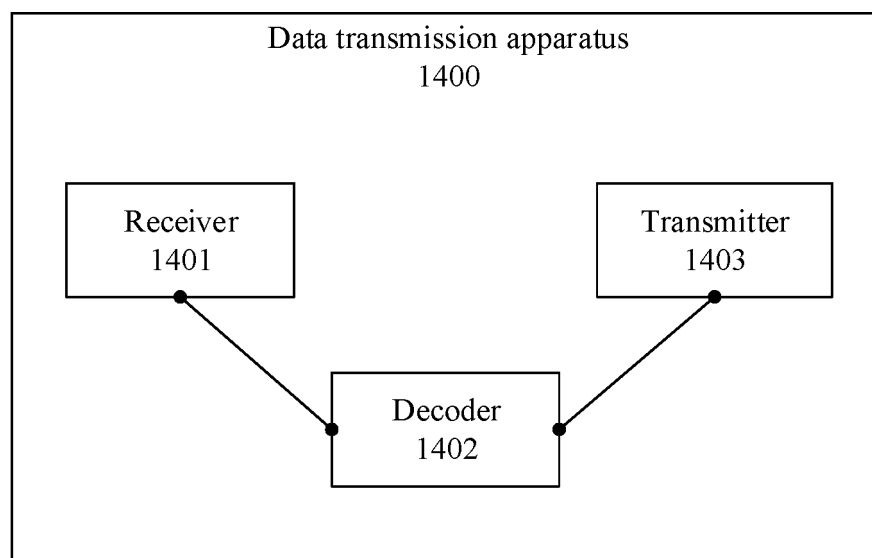 Data transmission apparatus
1400
Receiver
1401
Transmitter
1403
Decoder
1402